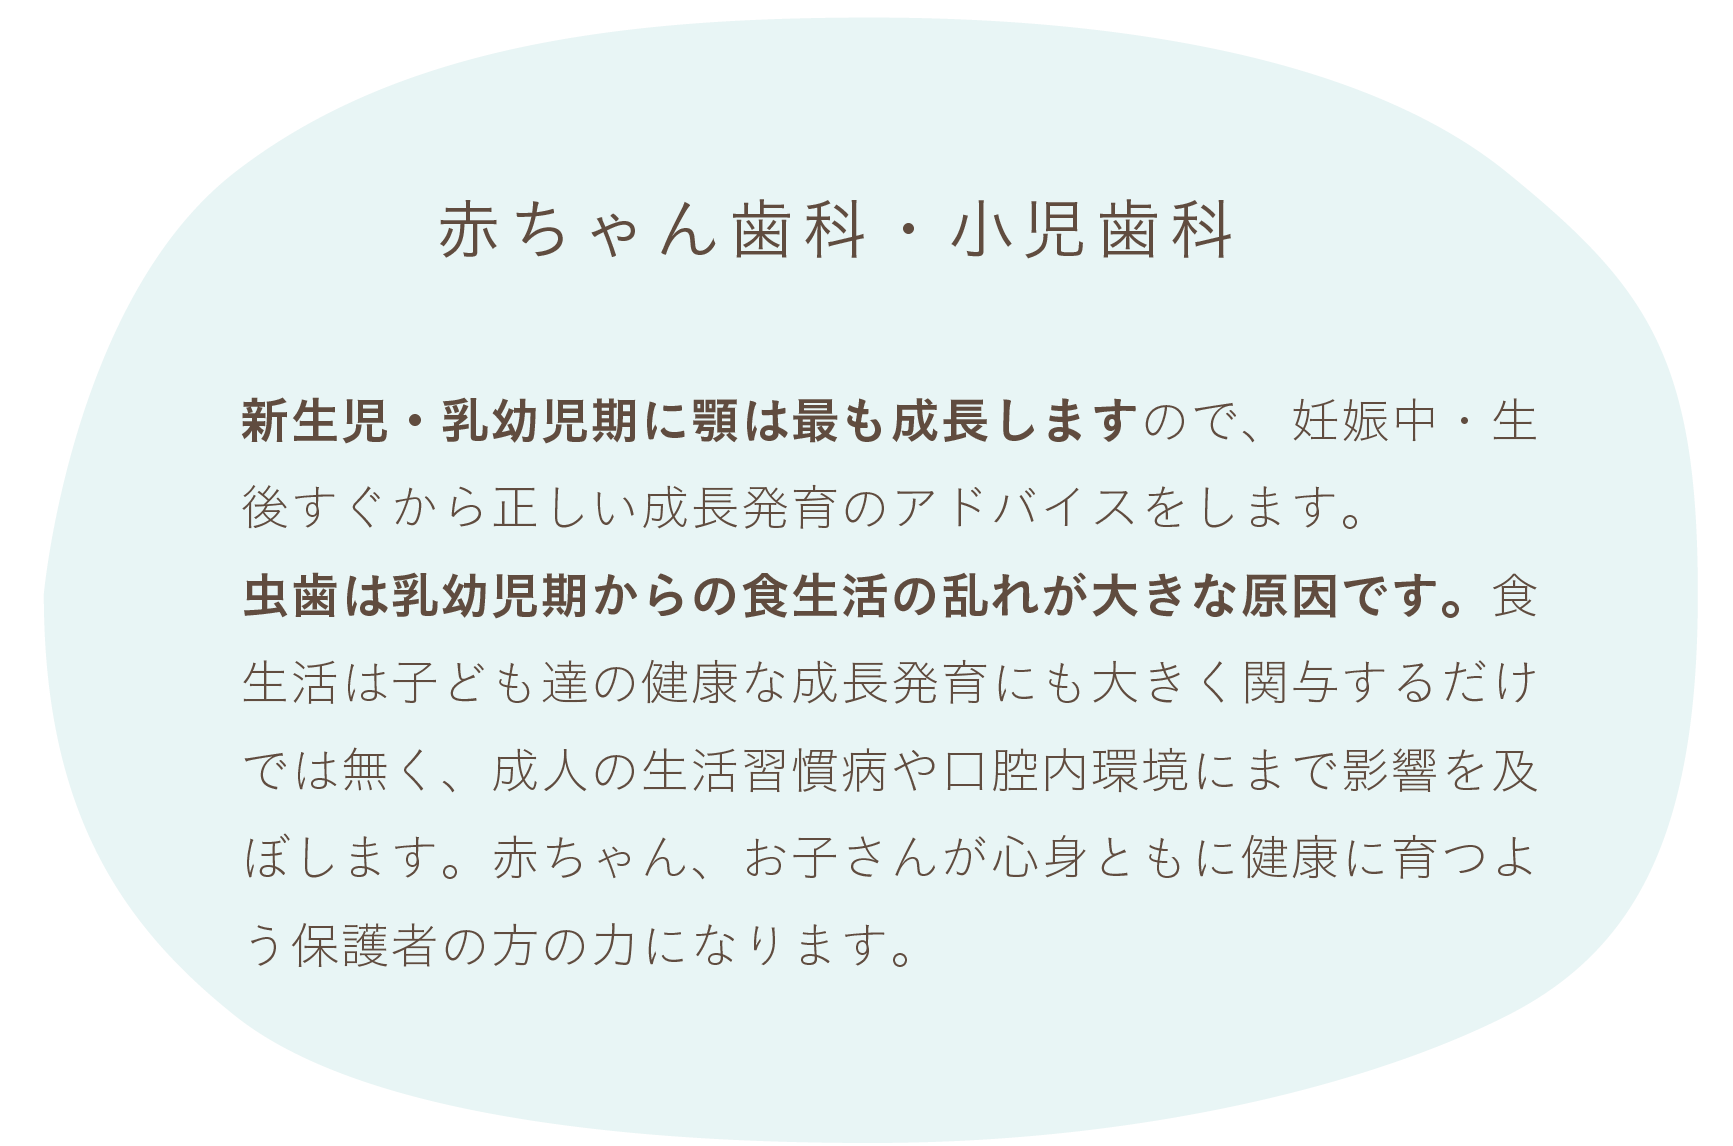 赤ちゃん歯科・小児歯科
新生児・乳幼児期に顎は最も成長しますので、妊娠中・生
後すぐから正しい成長発育のアドバイスをします。
虫歯は乳幼児期からの食生活の乱れが大きな原因です。食
生活は子ども達の健康な成長発育にも大きく関与するだけ
では無く、成人の生活習慣病や口腔内環境にまで影響を及
ぼします。赤ちゃん、お子さんが心身ともに健康に育つよ
う保護者の方の力になります。